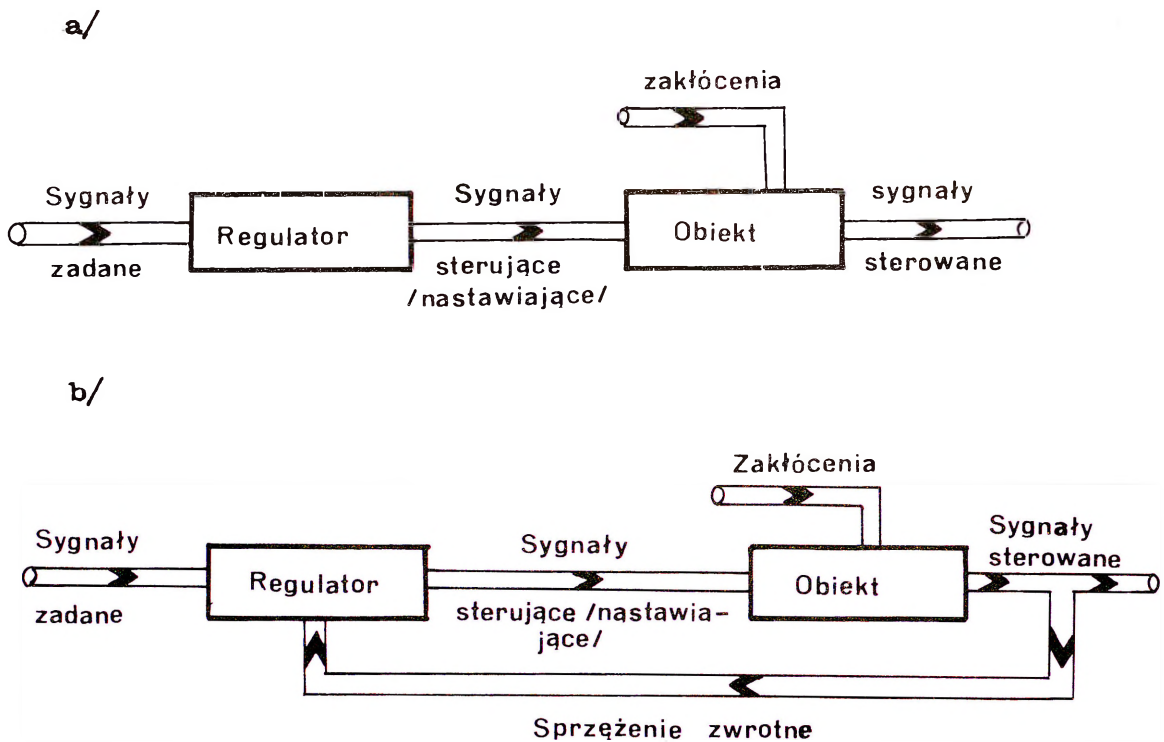 a/
zakłócenia
Sygnały
zadane
Regulator
Sygnały
sterujące
/nastawiające/
Obiekt
sygnały
sterowane
b/
Zakłócenia
Sygnały
zadane
Regulator
Sygnały
sterujące /nastawia-
jące/
Obiekt
Sygnały
sterowane
Sprzężenie zwrotne